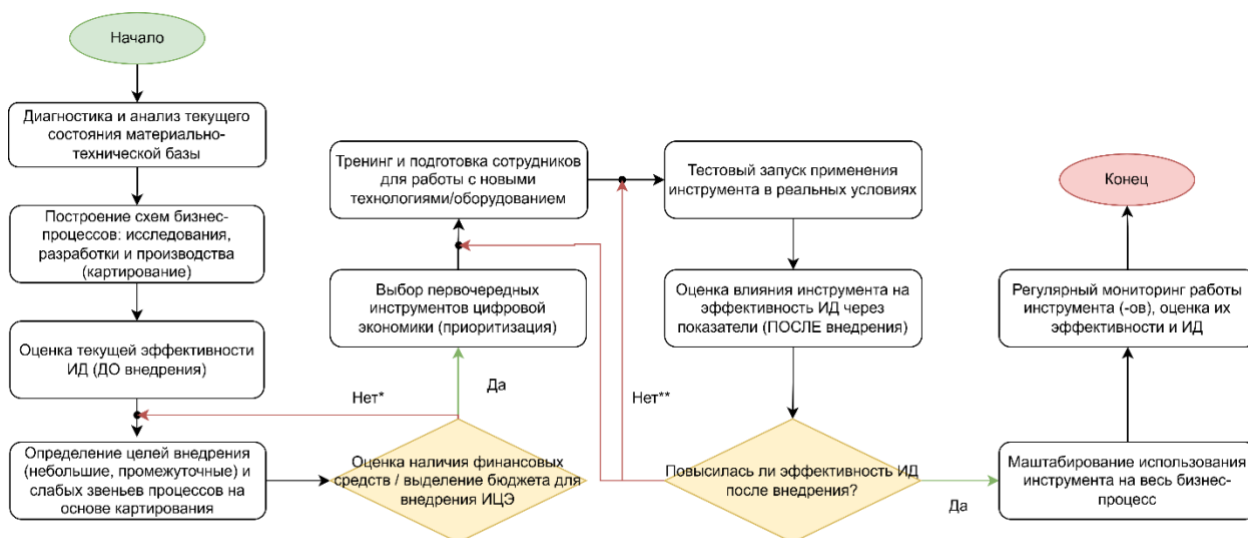 Начало
Диагностика и анализ текущего
состояния материально-
технической базы
Построение схем бизнес-
процессов: исследования,
разработки и производства
(картирование)
Оценка текущей эффективности
ИД (ДО внедрения)
Определение целей внедрения
(небольшие, промежуточные) и
слабых звеньев процессов на
основе картирования
Нет*
Оценка наличия финансовых
средств / выделение бюджета для
внедрения ИЦЭ
Да
Выбор первочередных
инструментов цифровой
экономики (приоритизация)
Тренинг и подготовка сотрудников
для работы с новыми
технологиями/оборудованием
Тестовый запуск применения
инструмента в реальных условиях
Оценка влияния инструмента на
эффективность ИД через
показатели (ПОСЛЕ внедрения)
Нет**
Повысилась ли эффективность ИД
после внедрения?
Да
Маштабирование использования
инструмента на весь бизнес-
процесс
Регулярный мониторинг работы
инструмента (-ов), оценка их
эффективности и ИД
Конец